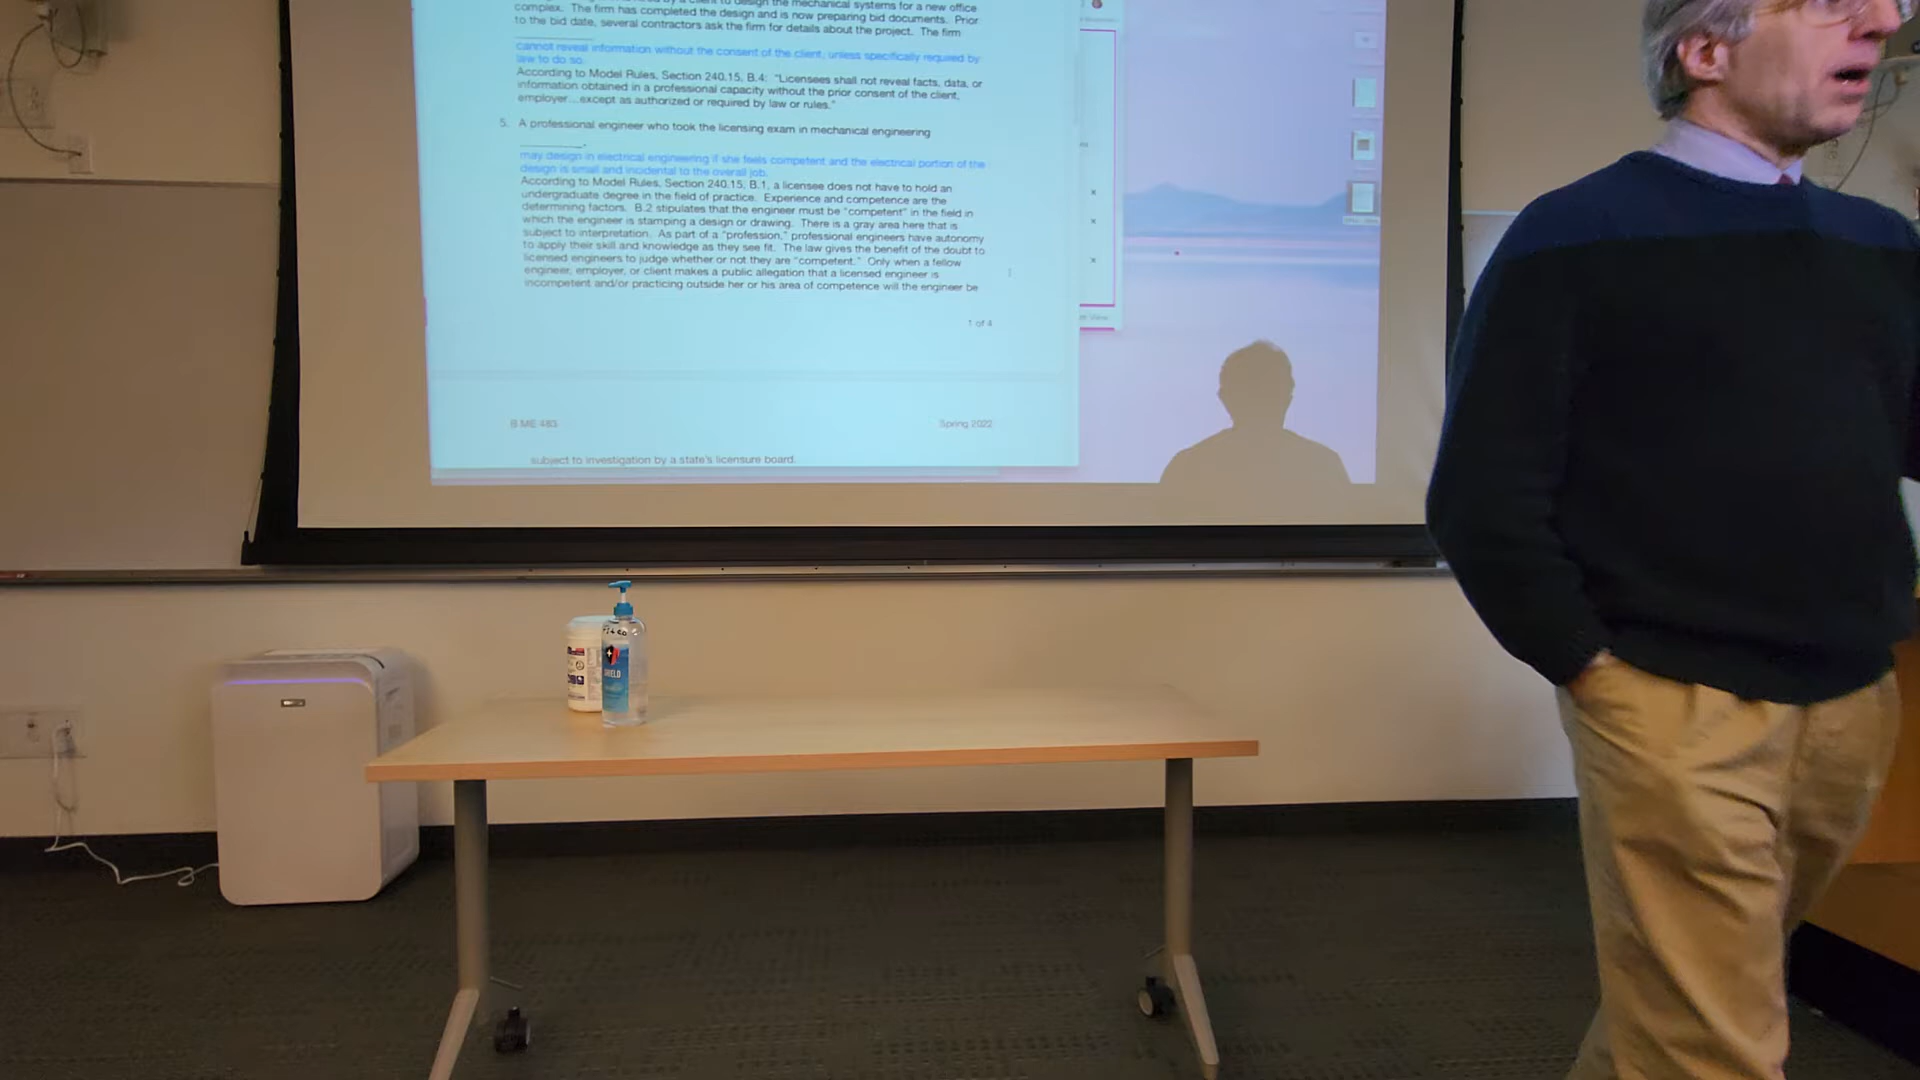 to design the mechanical systems for a new office
complex. The firm has completed the design and is now preparing bid documents. Prior
to the bid date, several contractors ask the firm for details about the project. The firm
cannot reveal information without the consent of the client, unless specifically required by
law to do so.
According to Model Rules, Section 240.15, B.4: "Licensees shall not reveal facts, data, or
information obtained in a professional capacity without the prior consent of the client,
employer...except as authorized or required by law or rules."
5. A professional engineer who took the licensing exam in mechanical engineering
________.
may design in electrical engineering if she feels competent and the electrical portion of the
design is small and incidental to the overall job.
According to Model Rules, Section 240.15, B.1, a licensee does not have to hold an
undergraduate degree in the field of practice. Experience and competence are the
determining factors. B.2 stipulates that the engineer must be "competent" in the field in
which the engineer is stamping a design or drawing. There is a gray area here that is
subject to interpretation. As part of a "profession," professional engineers have autonomy
to apply their skill and knowledge as they see fit. The law gives the benefit of the doubt to
licensed engineers to judge whether or not they are "competent." Only when a fellow
engineer, employer, or client makes a public allegation that a licensed engineer is
incompetent and/or practicing outside her or his area of competence will the engineer be
1 of 4
B ME 483
Spring 2022
subject to investigation by a state's licensure board.
SHIELD